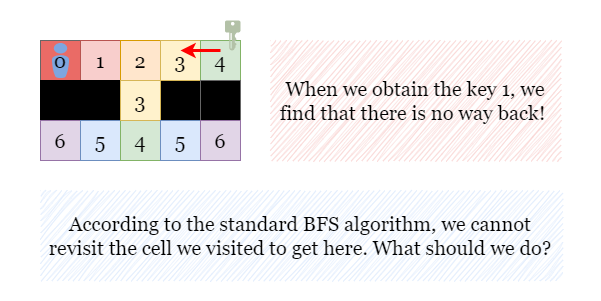 0 1 2 3 4
When we obtain the key 1, we
find that there is no way back!
3
6 5 4 5 6
According to the standard BFS algorithm, we cannot
revisit the cell we visited to get here. What should we do?